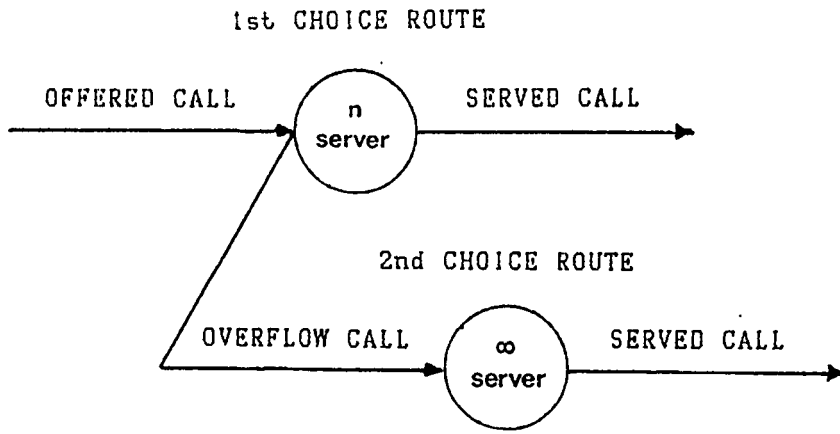 1st CHOICE ROUTE
OFFERED CALL
n
server
SERVED CALL
2nd CHOICE ROUTE
OVERFLOW CALL
∞
server
SERVED CALL